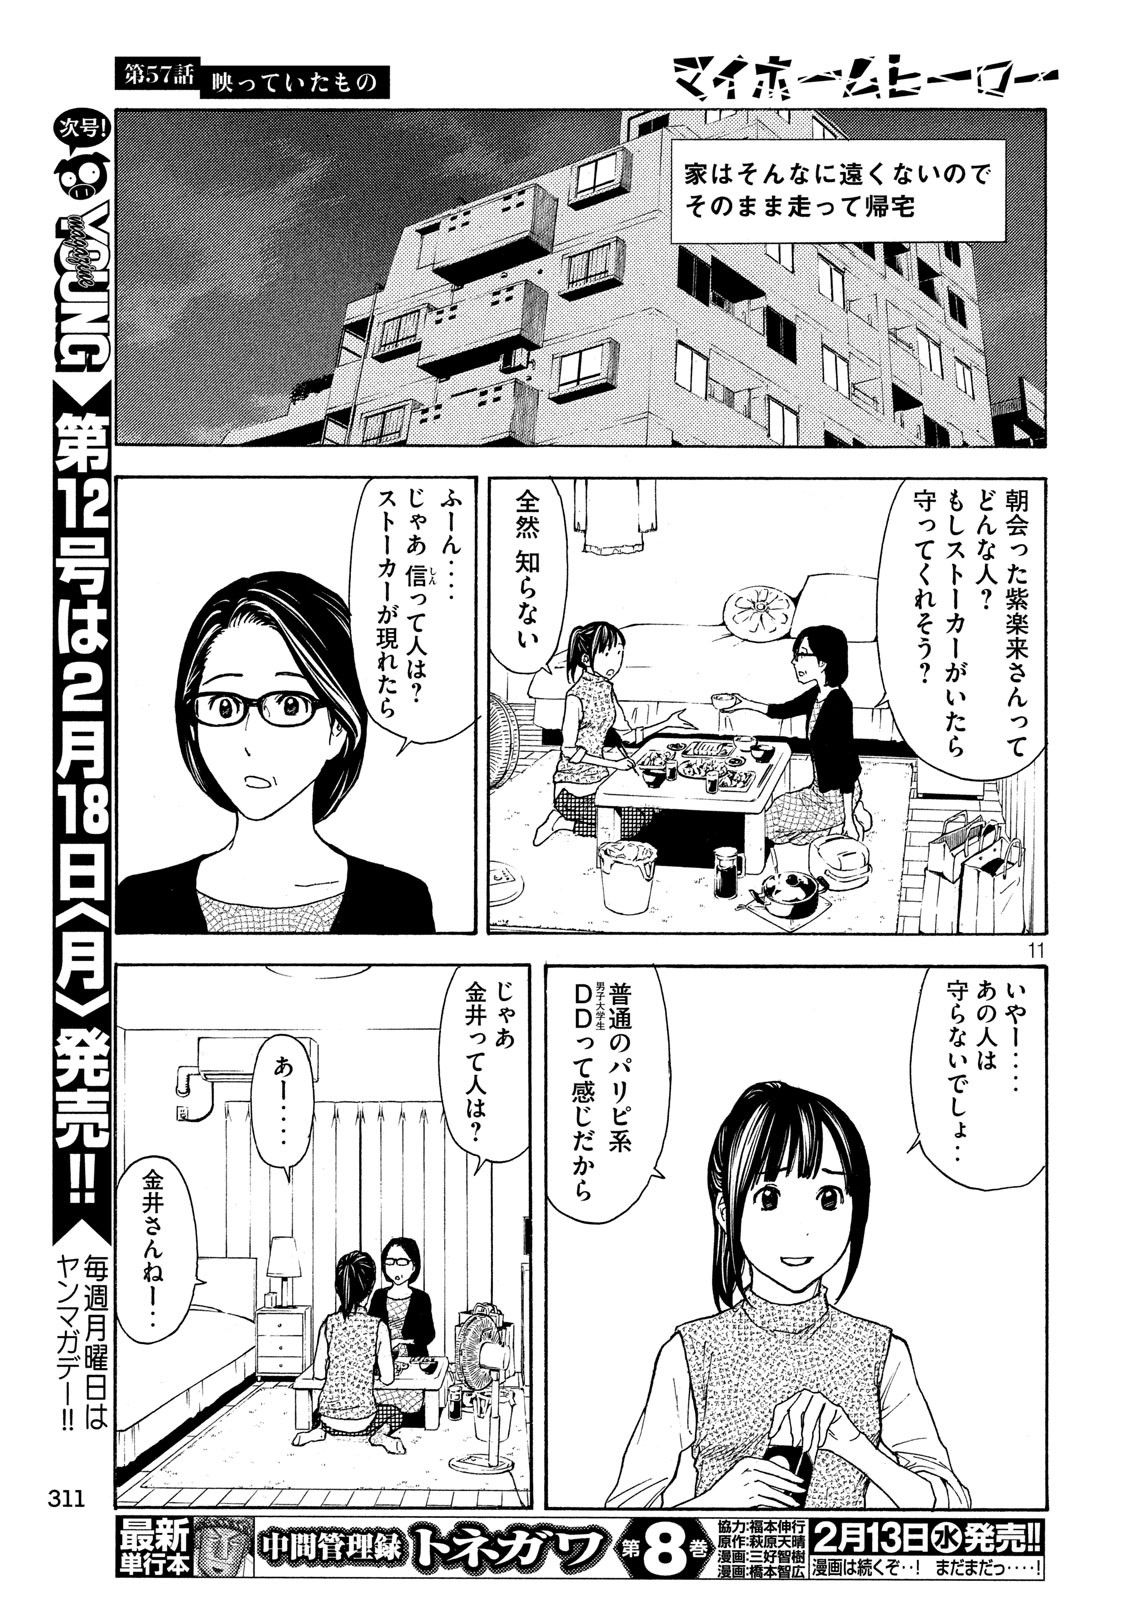 マイホームヒーロー
第57話
映っていたもの
家はそんなに遠くないので
そのまま走って帰宅
朝会った紫楽来さんって
どんな人？
もしストーカーがいたら
守ってくれそう？
全然 知らない
ふーん‥‥
じゃあ 信って人は？
しん
ストーカーが現れたら
11
いやー‥‥
あの人は
守らないでしょ‥
普通のパリピ系
DDって感じだから
男子大学生
じゃあ
金井って人は？
あー‥‥
金井さんねー‥
次号!
YOUNG
magazine
第12号は2月18日〈月〉発売!!
毎週月曜日は
ヤンマガデー!!
311
最新
単行本
中間管理録
トネガワ
第8巻
協力:福本伸行
原作:萩原天晴
漫画:三好智樹
漫画:橋本智広
2月13日㊌発売!!
漫画は続くぞ‥！ まだまだっ‥‥！